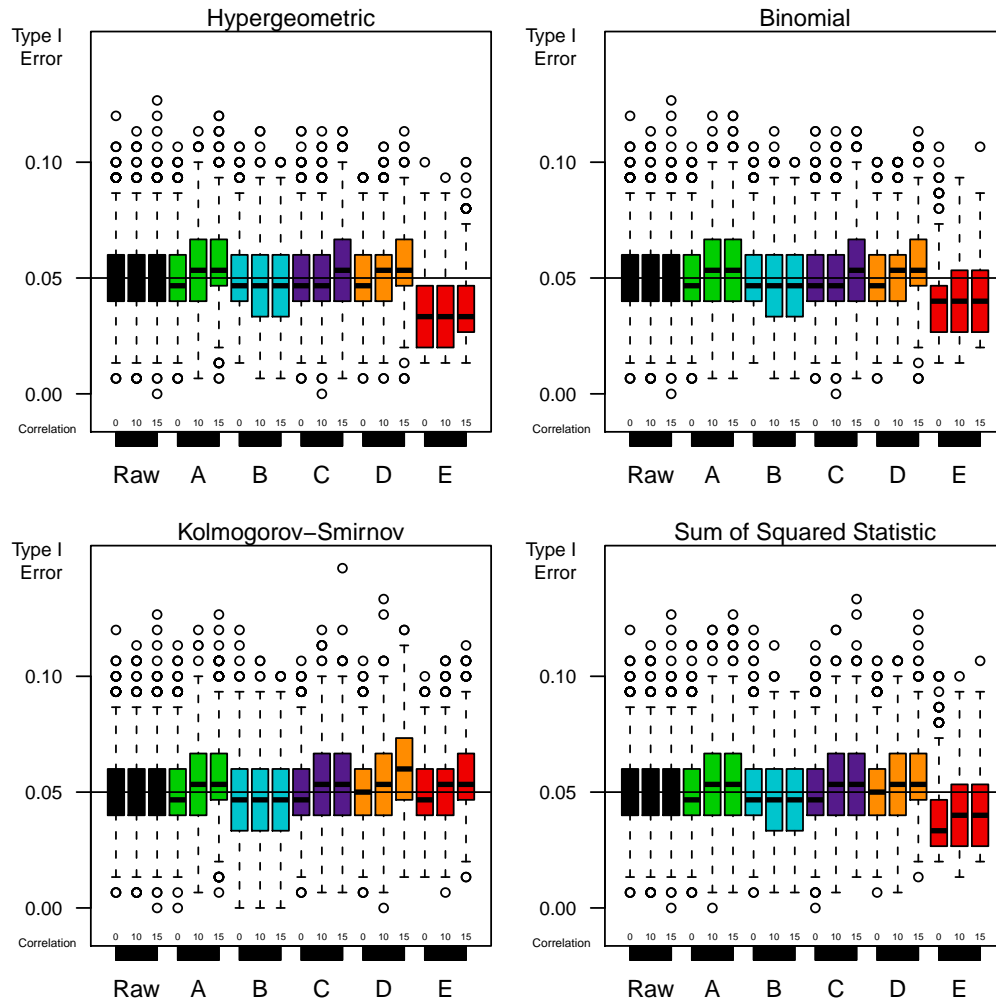 Hypergeometric
Type I
Error
0.10
0.05
0.00
Correlation
0 10 15 0 10 15 0 10 15 0 10 15 0 10 15 0 10 15
Raw A B C D E
Binomial
Type I
Error
0.10
0.05
0.00
Correlation
0 10 15 0 10 15 0 10 15 0 10 15 0 10 15 0 10 15
Raw A B C D E
Kolmogorov−Smirnov
Type I
Error
0.10
0.05
0.00
Correlation
0 10 15 0 10 15 0 10 15 0 10 15 0 10 15 0 10 15
Raw A B C D E
Sum of Squared Statistic
Type I
Error
0.10
0.05
0.00
Correlation
0 10 15 0 10 15 0 10 15 0 10 15 0 10 15 0 10 15
Raw A B C D E